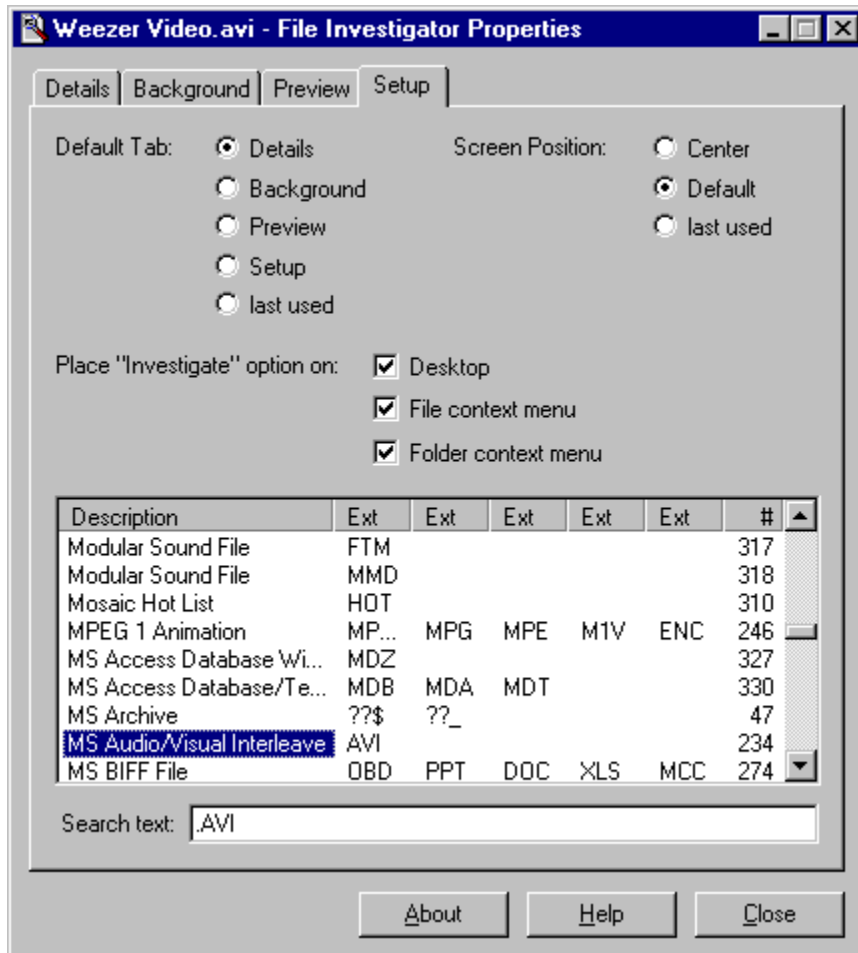 Weezer Video.avi - File Investigator Properties
Details Background Preview Setup
Default Tab: Details Screen Position: Center
Background Default
Preview last used
Setup
last used
Place "Investigate" option on: Desktop
File context menu
Folder context menu
Description Ext Ext Ext Ext Ext #
Modular Sound File FTM 317
Modular Sound File MMD 318
Mosaic Hot List HOT 310
MPEG 1 Animation MP... MPG MPE M1V ENC 246
MS Access Database Wi... MDZ 327
MS Access Database/Te... MDB MDA MDT 330
MS Archive ??$ ??_ 47
MS Audio/Visual Interleave AVI 234
MS BIFF File OBD PPT DOC XLS MCC 274
Search text: .AVI
About Help Close